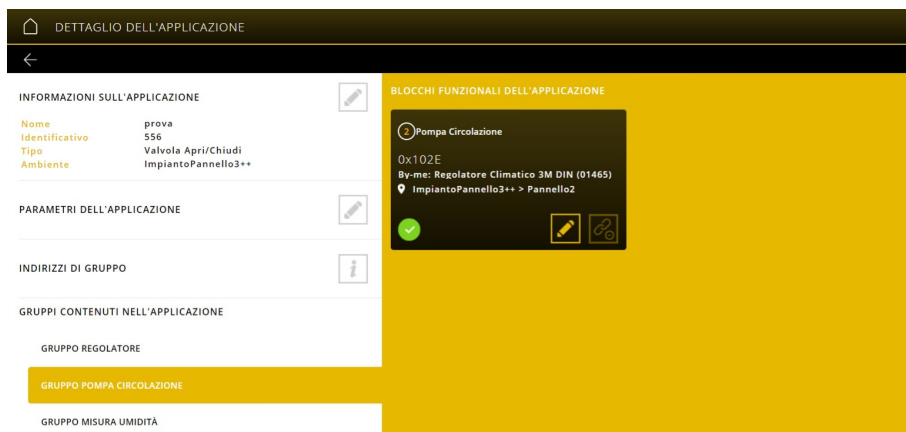 DETTAGLIO DELL'APPLICAZIONE
INFORMAZIONI SULL'APPLICAZIONE
Nome prova
Identificativo 556
Tipo Valvola Apri/Chiudi
Ambiente ImpiantoPannello3++
PARAMETRI DELL'APPLICAZIONE
INDIRIZZI DI GRUPPO
i
GRUPPI CONTENUTI NELL'APPLICAZIONE
GRUPPO REGOLATORE
GRUPPO POMPA CIRCOLAZIONE
GRUPPO MISURA UMIDITÀ
BLOCCHI FUNZIONALI DELL'APPLICAZIONE
2 Pompa Circolazione
0x102E
By-me: Regolatore Climatico 3M DIN (01465)
ImpiantoPannello3++ > Pannello2